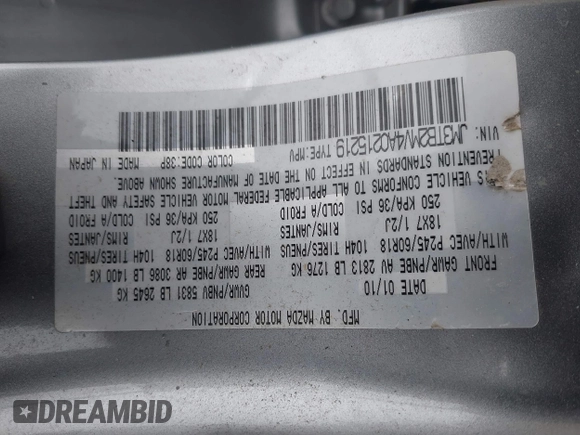 MFD. BY MAZDA MOTOR CORPORATION
DATE 01/10 GVWR/PNBV 5831 LB 2645 KG
FRONT GAWR/PNBE AV 2813 LB 1276 KG REAR GAWR/PNBE AR 3086 LB 1400 KG
WITH/AVEC P245/60R18 104H TIRES/PNEUS WITH/AVEC P245/60R18 104H TIRES/PNEUS
18X7 1/2J RIMS/JANTES 18X7 1/2J RIMS/JANTES
250 KPA/36 PSI COLD/A FROID 250 KPA/36 PSI COLD/A FROID
VEHICLE CONFORMS TO ALL APPLICABLE FEDERAL MOTOR VEHICLE SAFETY AND THEFT
PREVENTION STANDARDS IN EFFECT ON THE DATE OF MANUFACTURE SHOWN ABOVE.
VIN: JM3TB2MV4A0215219 TYPE:MPV COLOR CODE:38P MADE IN JAPAN
DREAMBID